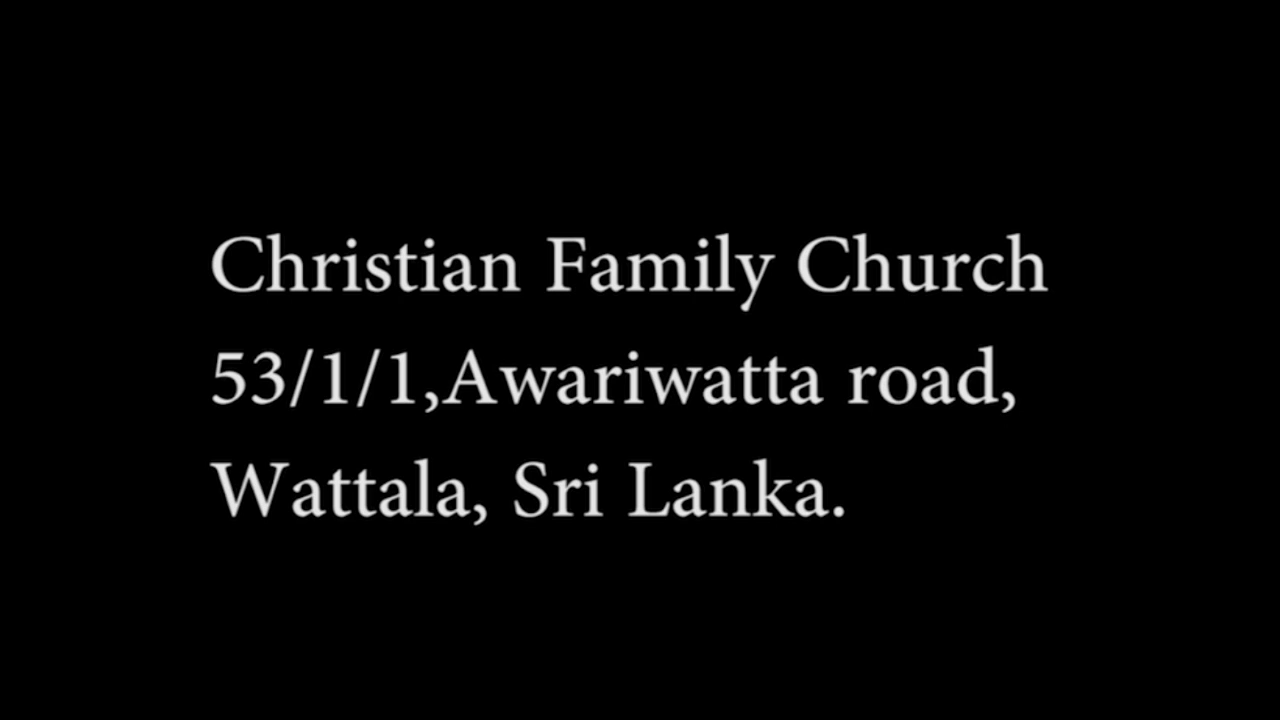 Christian Family Church
53/1/1,Awariwatta road,
Wattala, Sri Lanka.